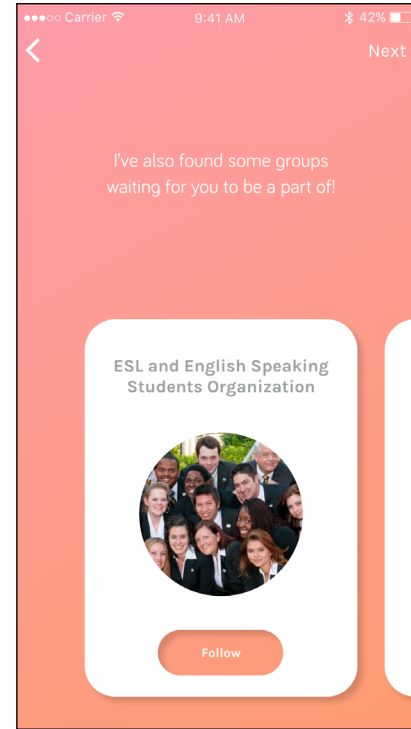 Carrier 9:41 AM 42%
Next
I've also found some groups
waiting for you to be a part of!
ESL and English Speaking
Students Organization
Follow